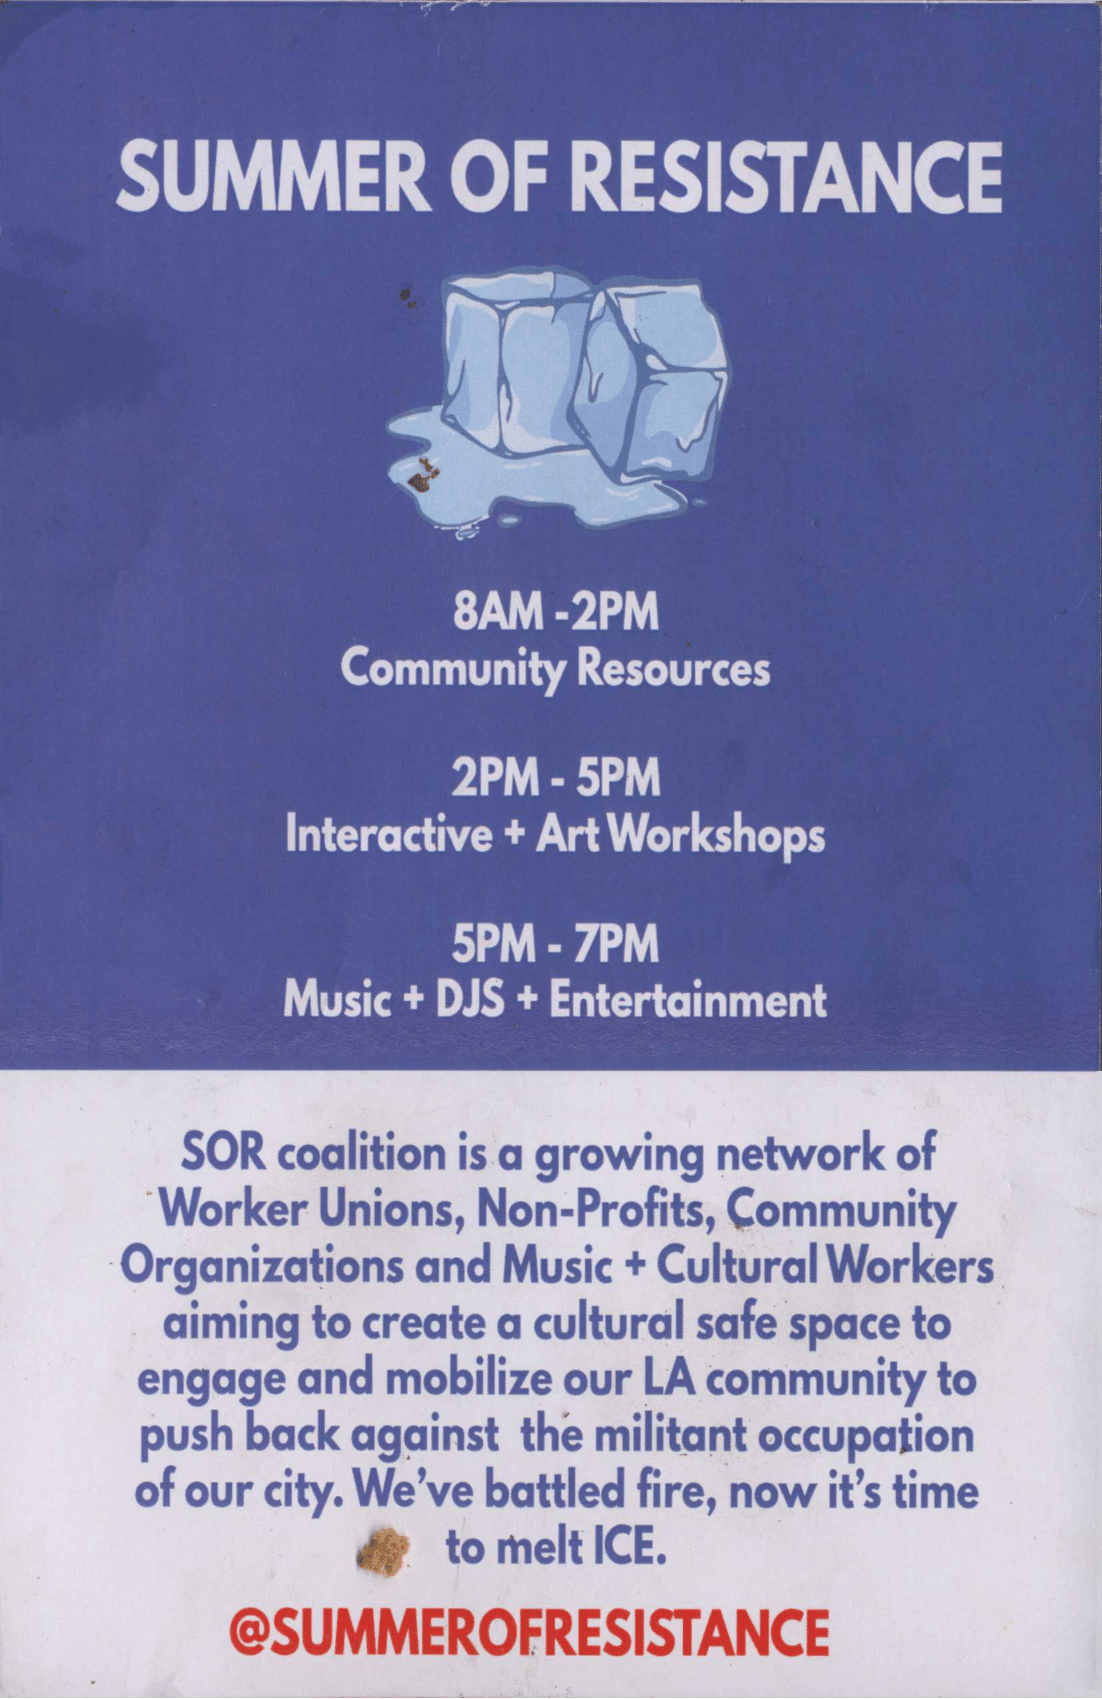 SUMMER OF RESISTANCE
8AM -2PM
Community Resources
2PM - 5PM
Interactive + Art Workshops
5PM - 7PM
Music + DJS + Entertainment
SOR coalition is a growing network of
Worker Unions, Non-Profits, Community
Organizations and Music + Cultural Workers
aiming to create a cultural safe space to
engage and mobilize our LA community to
push back against the militant occupation
of our city. We've battled fire, now it's time
to melt ICE.
@SUMMEROFRESISTANCE